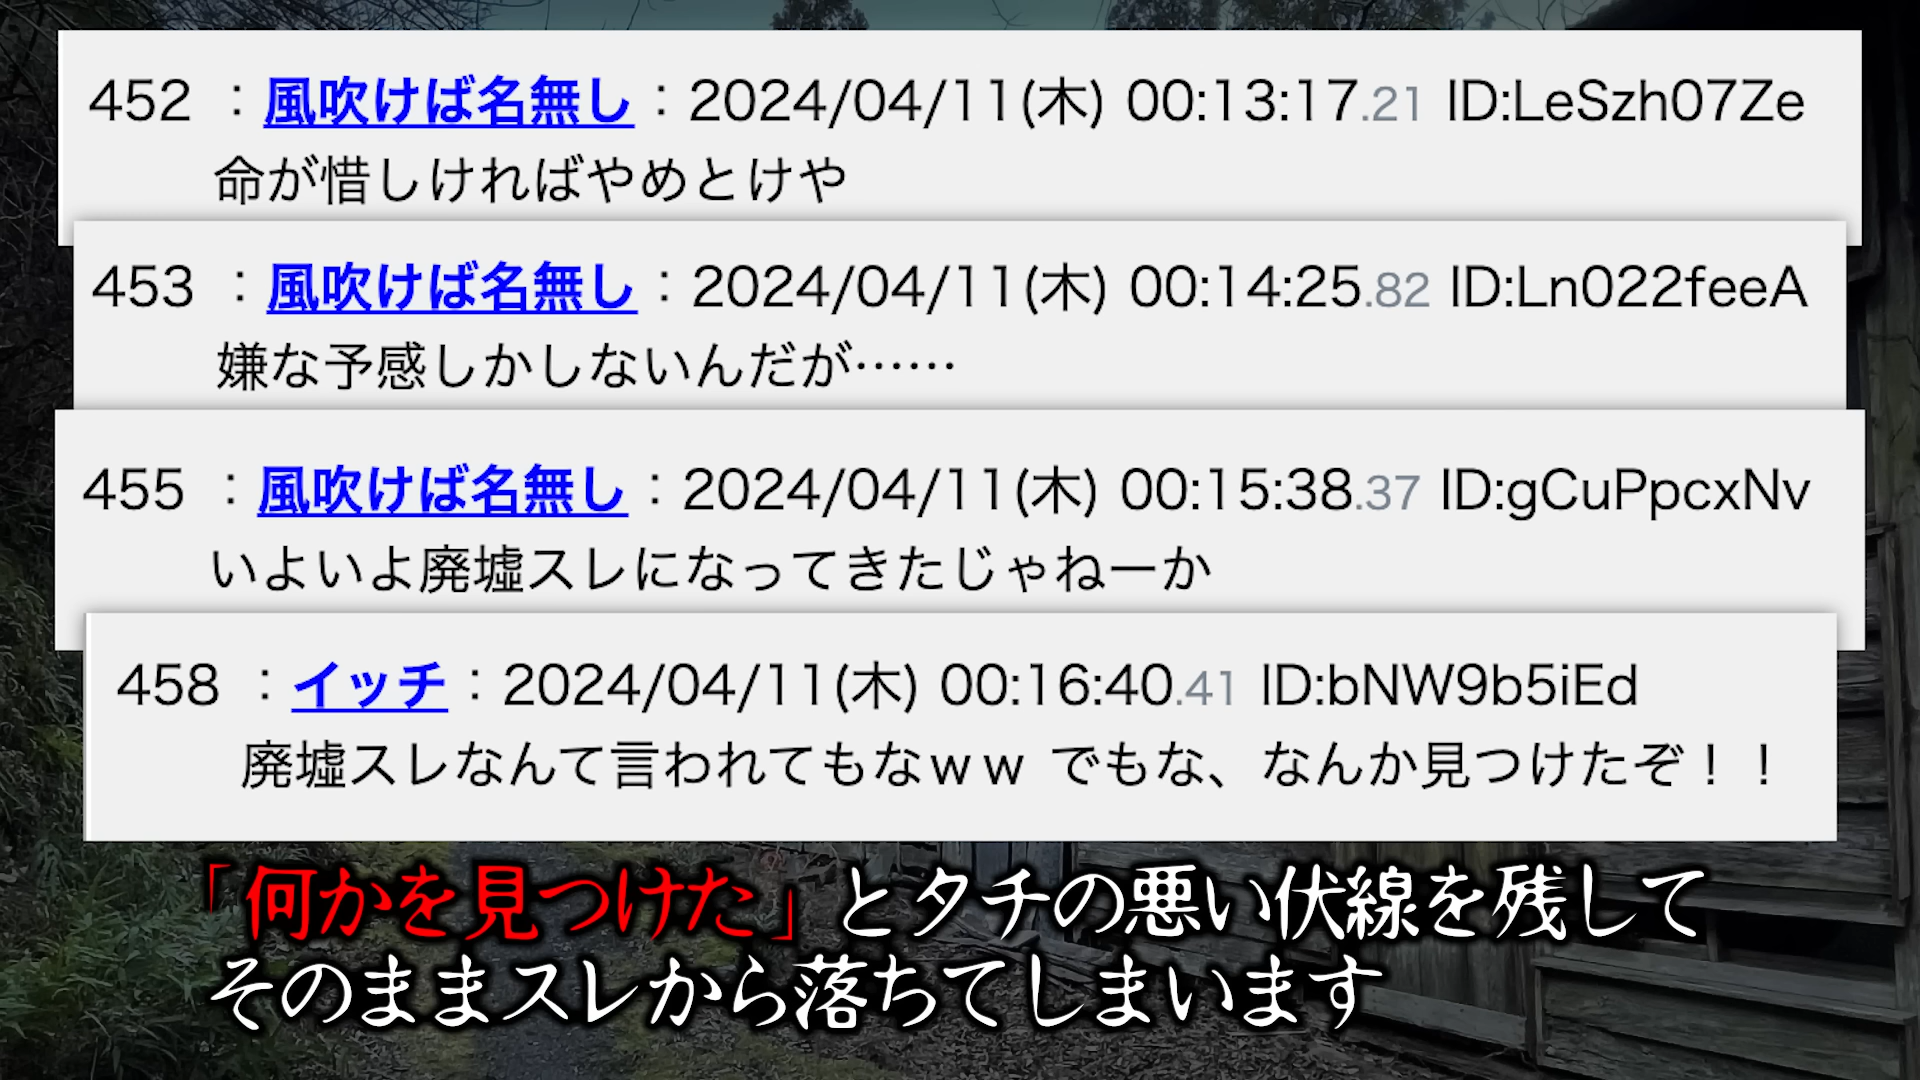 452 ：風吹けば名無し：2024/04/11(木) 00:13:17.21 ID:LeSzh07Ze
命が惜しければやめとけや
453 ：風吹けば名無し：2024/04/11(木) 00:14:25.82 ID:Ln022feeA
嫌な予感しかしないんだが……
455 ：風吹けば名無し：2024/04/11(木) 00:15:38.37 ID:gCuPpcxNv
いよいよ廃墟スレになってきたじゃねーか
458 ：イッチ：2024/04/11(木) 00:16:40.41 ID:bNW9b5iEd
廃墟スレなんて言われてもなｗｗ でもな、なんか見つけたぞ！！
「何かを見つけた」とタチの悪い伏線を残して
そのままスレから落ちてしまいます